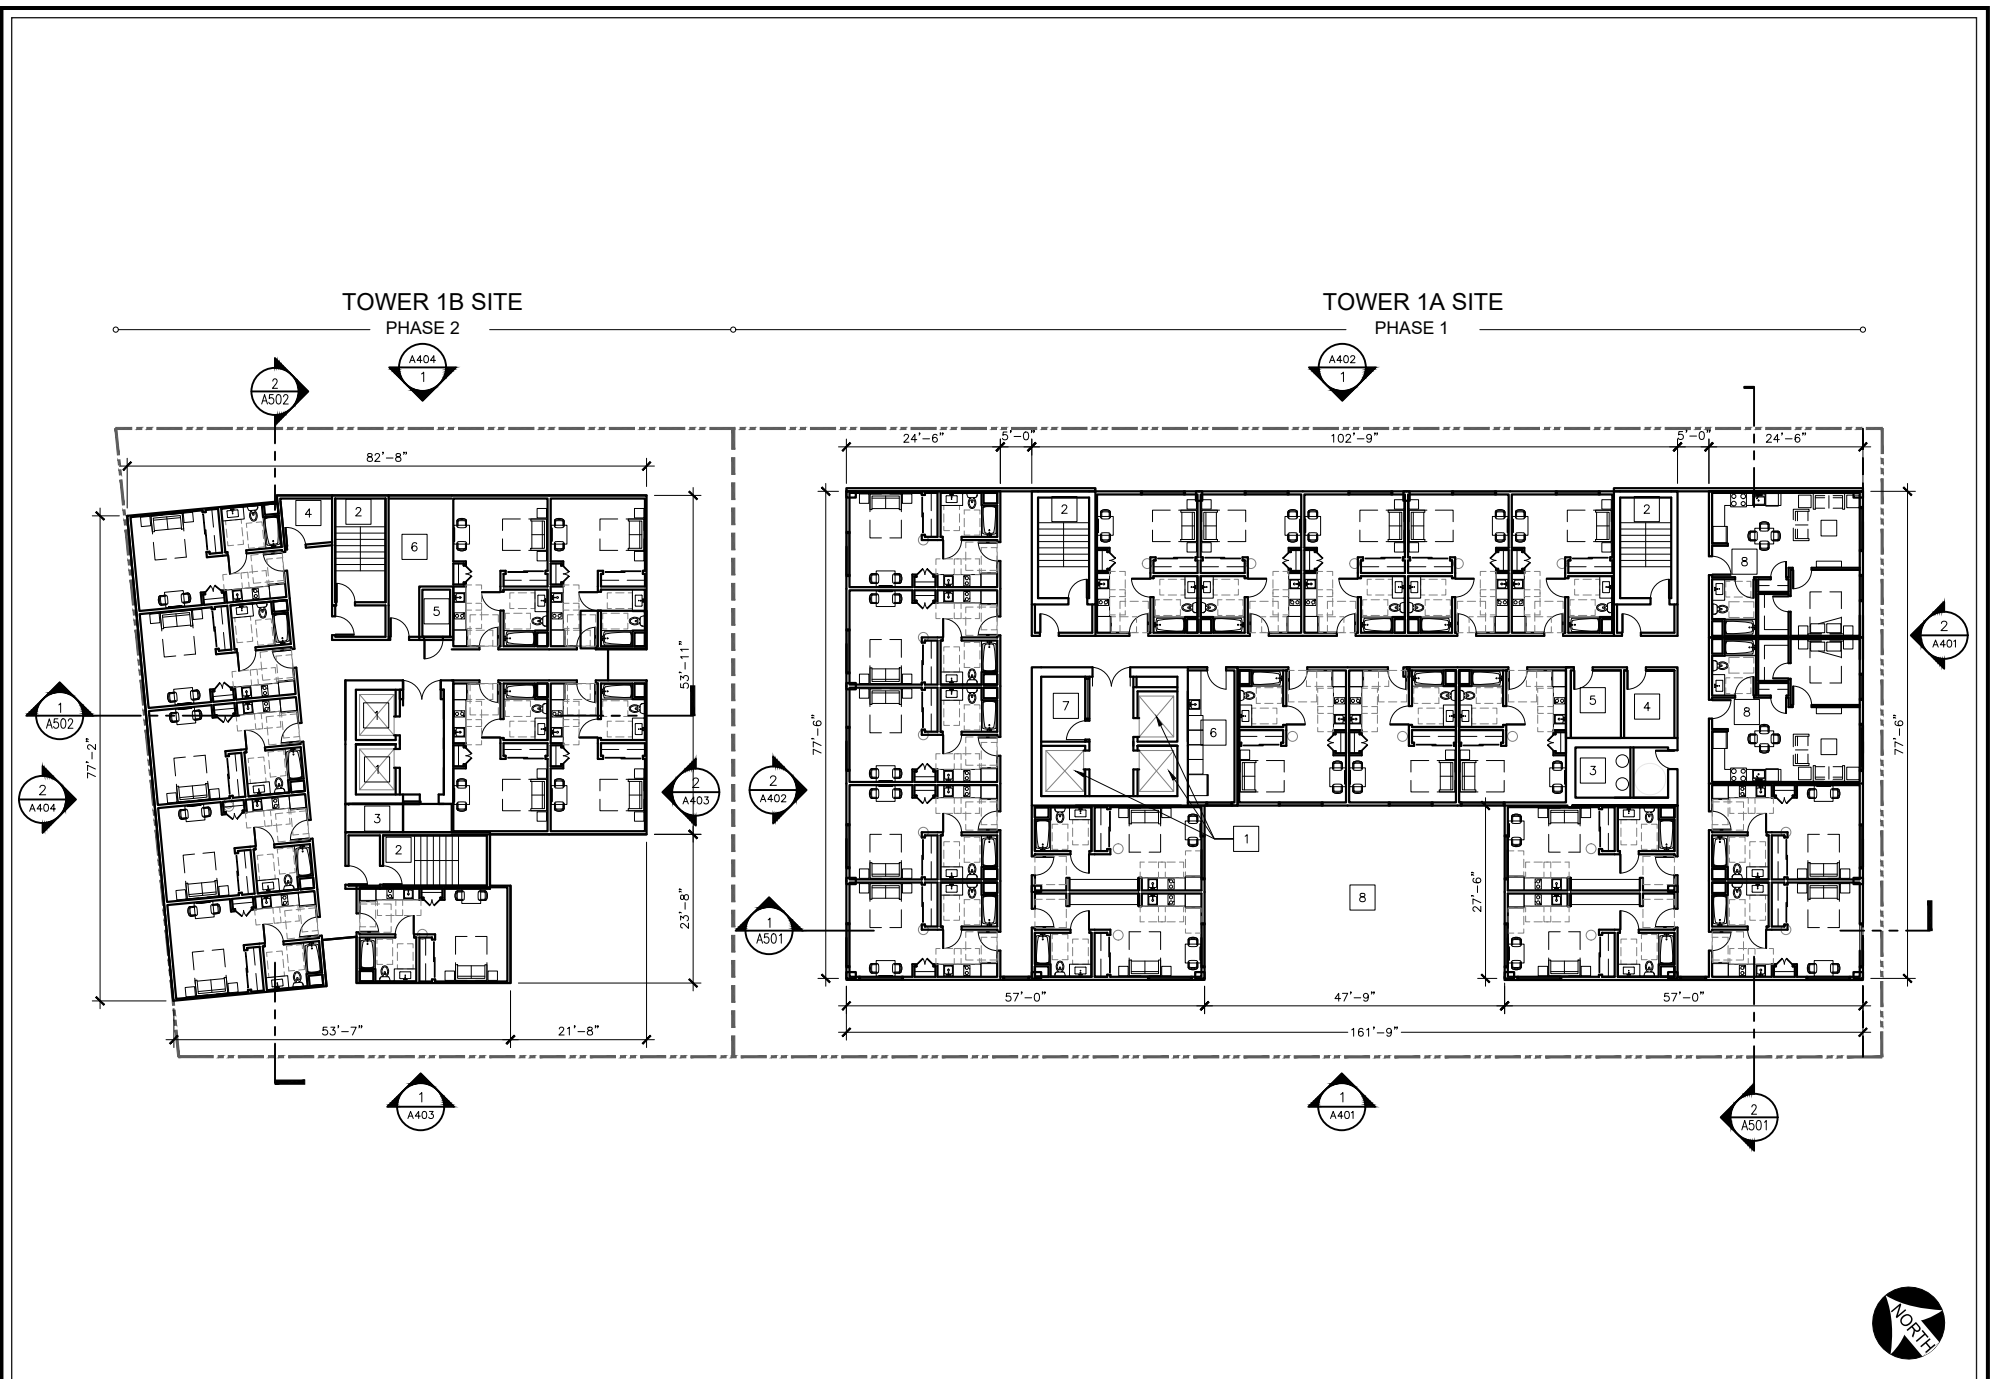 TOWER 1B SITE
PHASE 2
TOWER 1A SITE
PHASE 1
A404
1
A402
1
2
A502
24'-6"
5'-0"
102'-9"
5'-0"
24'-6"
82'-8"
4
2
6
5
2
2
8
53'-11"
2
A401
1
A502
77'-2"
1
1
7
6
5
4
8
77'-6"
77'-6"
3
2
A404
2
A403
2
A402
3
2
1
23'-8"
8
27'-6"
1
A501
57'-0"
47'-9"
57'-0"
53'-7"
21'-8"
161'-9"
1
A403
1
A401
2
A501
NORTH